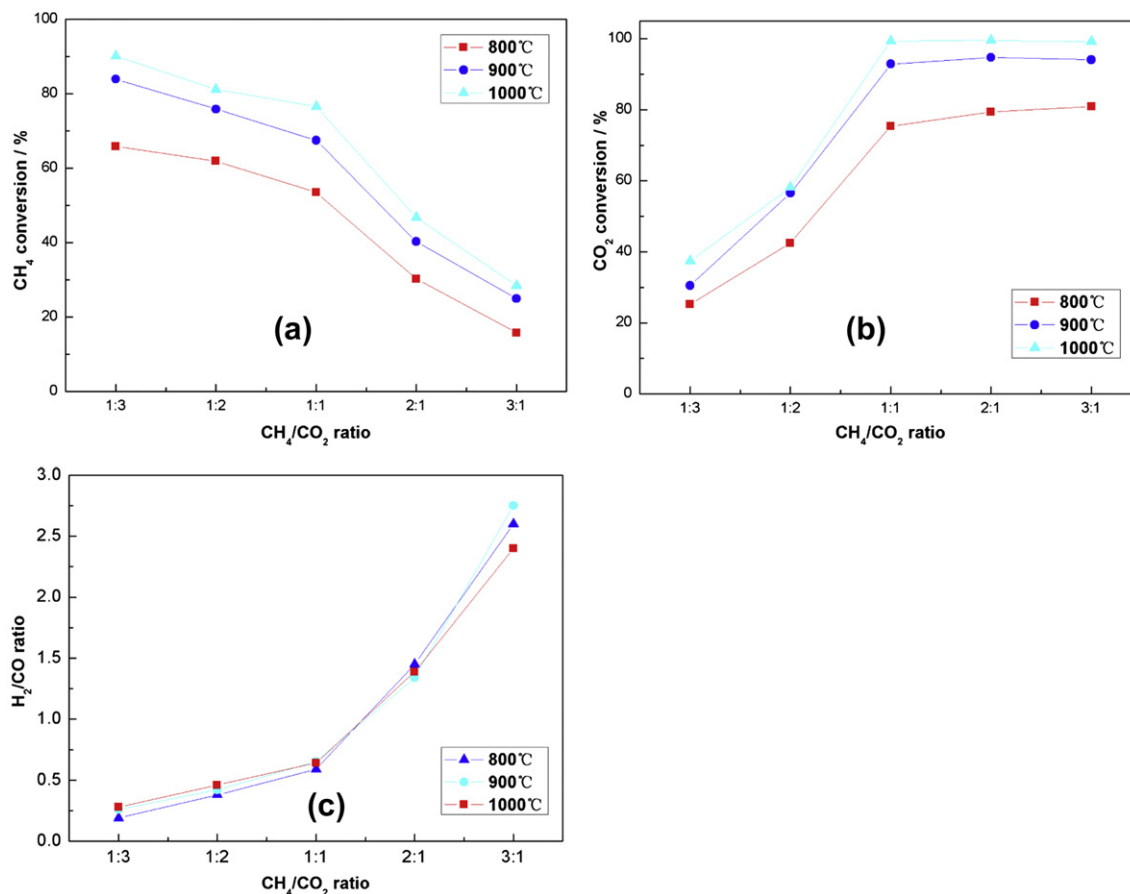 (a)
100
80
60
40
20
0
CH₄ conversion / %
800℃
900℃
1000℃
1:3 1:2 1:1 2:1 3:1
CH₄/CO₂ ratio
(b)
100
80
60
40
20
0
CO₂ conversion / %
800℃
900℃
1000℃
1:3 1:2 1:1 2:1 3:1
CH₄/CO₂ ratio
3.0
2.5
2.0
1.5
1.0
0.5
0.0
H₂/CO ratio
800℃
900℃
1000℃
(c)
1:3 1:2 1:1 2:1 3:1
CH₄/CO₂ ratio